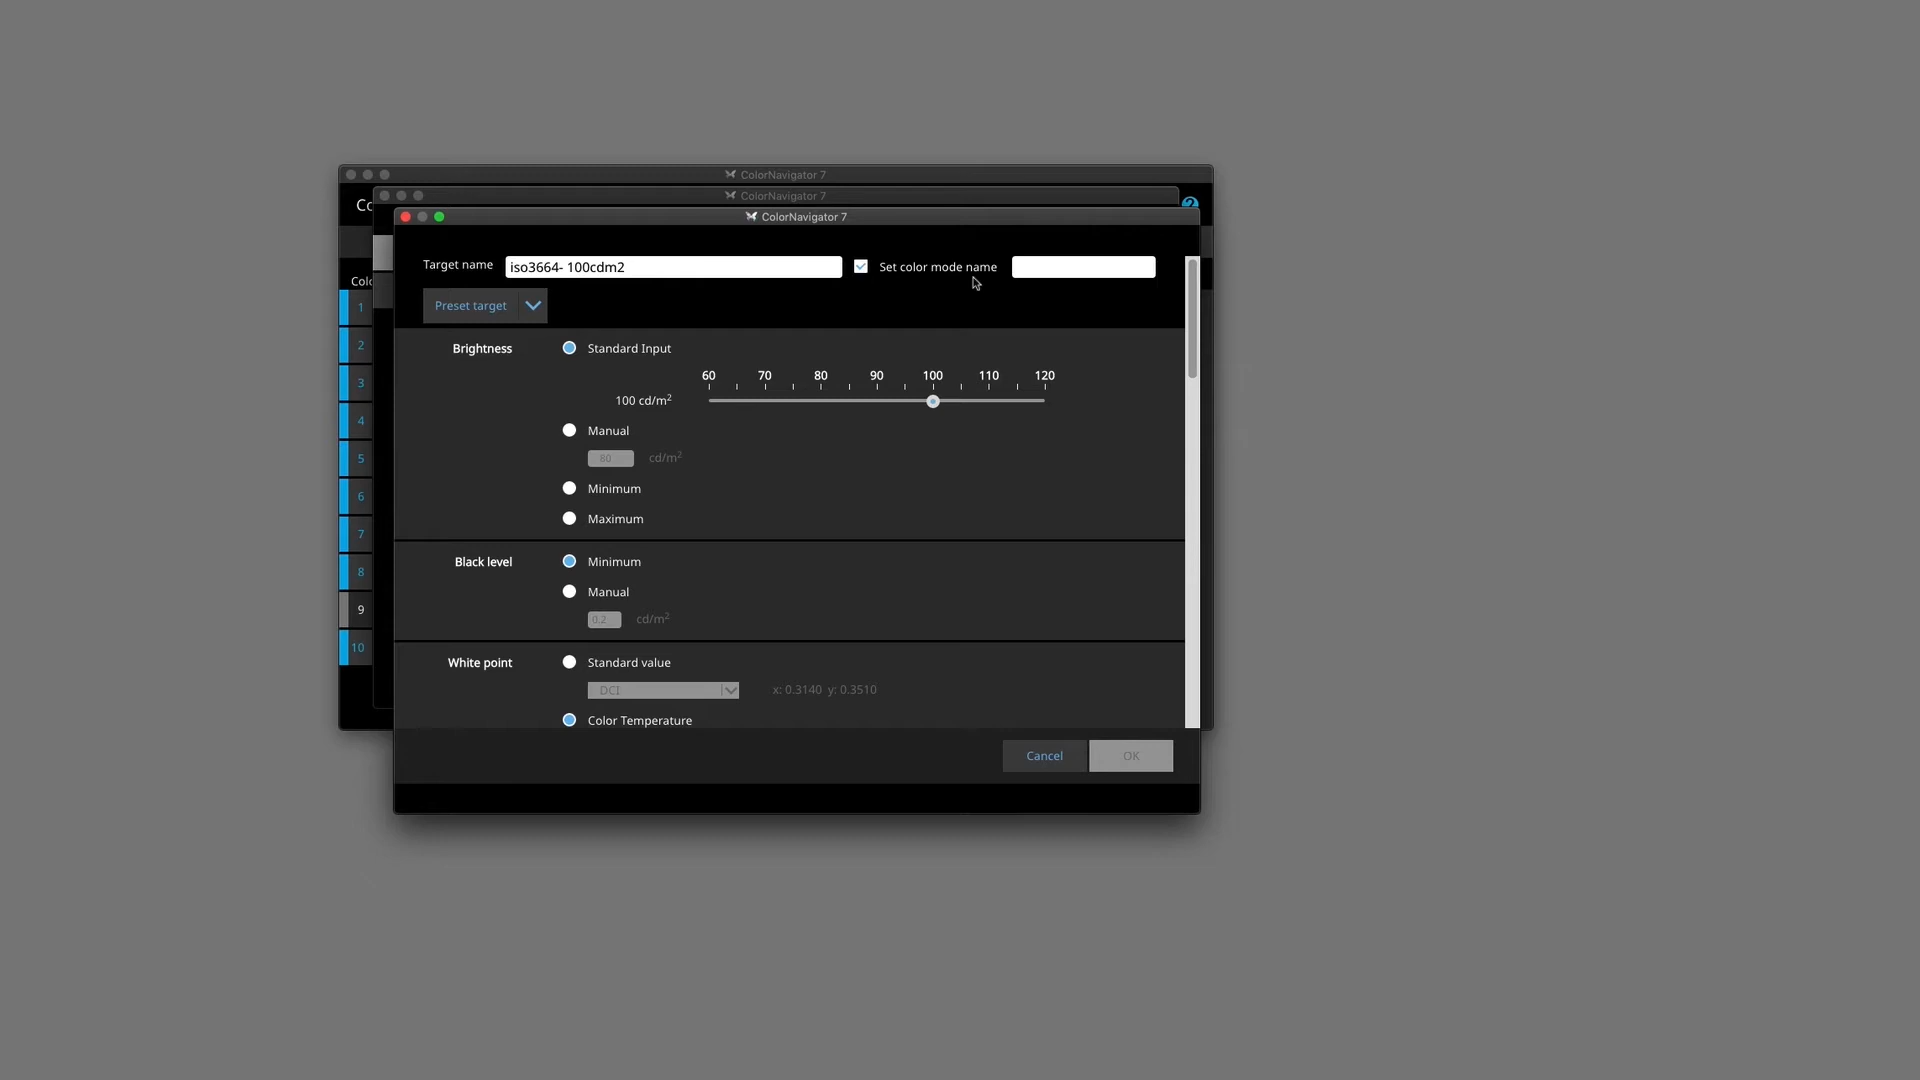 ColorNavigator 7
ColorNavigator 7
Co
ColorNavigator 7
Target name iso3664- 100cdm2 Set color mode name
Preset target
Colo
1
2
3
4
5
6
7
8
9
10
Brightness Standard Input
60 70 80 90 100 110 120
100 cd/m²
Manual
80 cd/m²
Minimum
Maximum
Black level Minimum
Manual
0.2 cd/m²
White point Standard value
DCI x: 0.3140 y: 0.3510
Color Temperature
Cancel OK